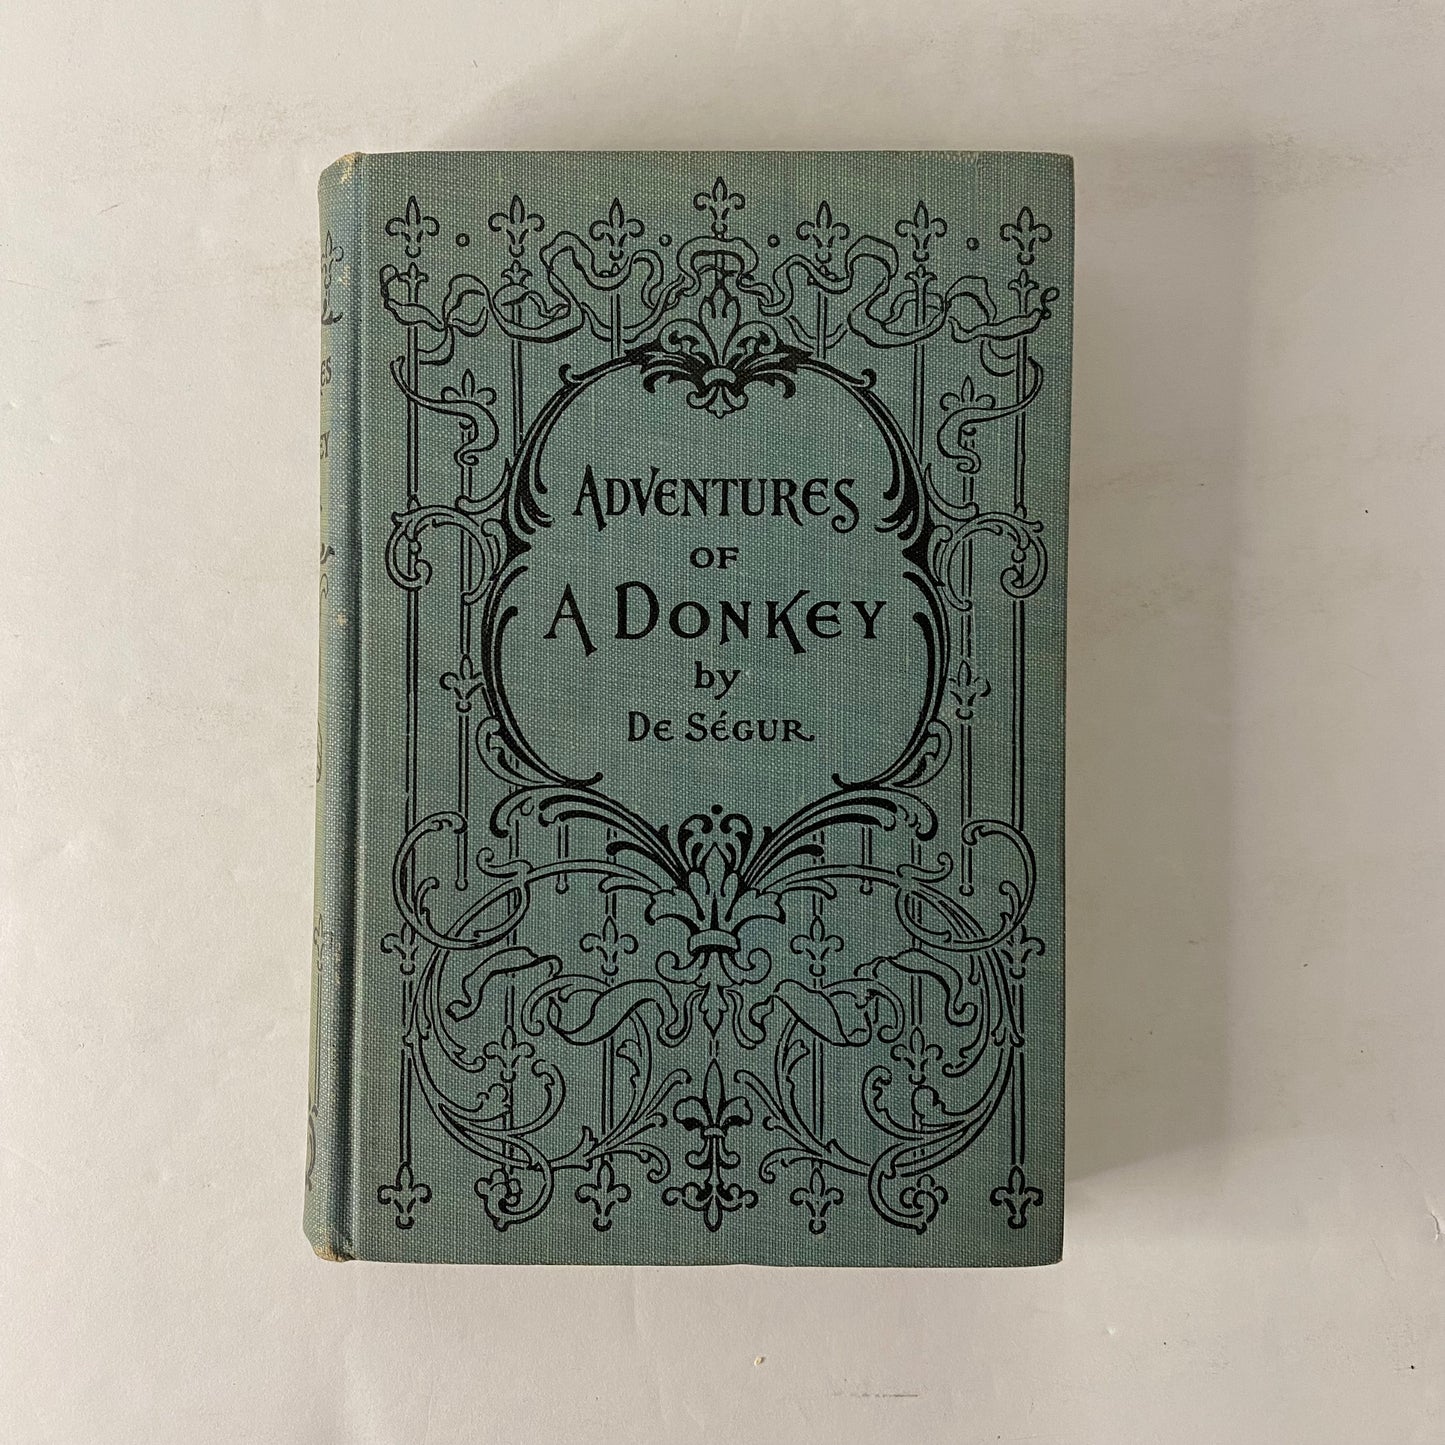 ADVENTURES
OF
A DONKEY
by
DE SÉGUR